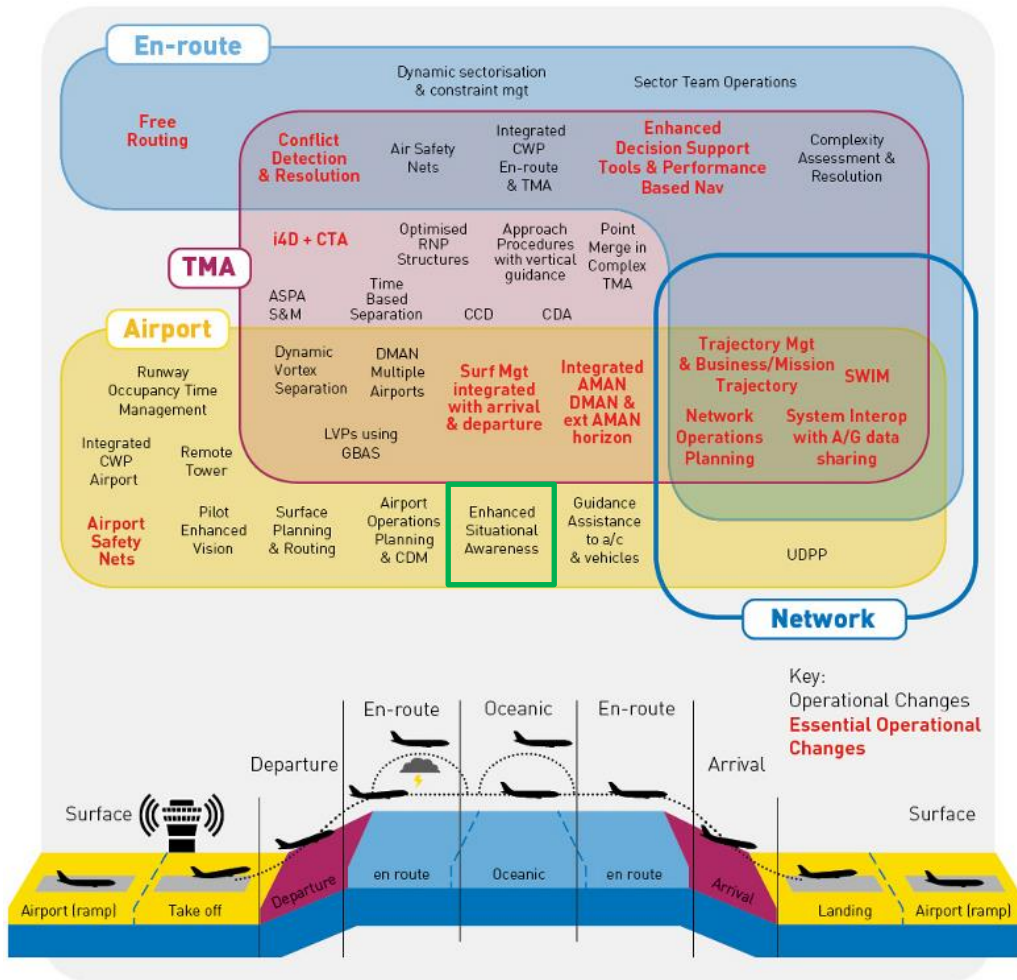 En-route
Dynamic sectorisation
& constraint mgt
Sector Team Operations
Free
Routing
Conflict
Detection
& Resolution
Air Safety
Nets
Integrated
CWP
En-route
& TMA
Enhanced
Decision Support
Tools & Performance
Based Nav
Complexity
Assessment &
Resolution
TMA
i4D + CTA
Optimised
RNP
Structures
Approach
Procedures
with vertical
guidance
Point
Merge in
Complex
TMA
ASPA
S&M
Time
Based
Separation
CCD
CDA
Airport
Runway
Occupancy Time
Management
Dynamic
Vortex
Separation
DMAN
Multiple
Airports
Surf Mgt
integrated
with arrival
& departure
Integrated
AMAN
DMAN &
ext AMAN
horizon
Trajectory Mgt
& Business/Mission
Trajectory
SWIM
Integrated
CWP
Airport
Remote
Tower
LVPs using
GBAS
Network
Operations
Planning
System Interop
with A/G data
sharing
Airport
Safety
Nets
Pilot
Enhanced
Vision
Surface
Planning
& Routing
Airport
Operations
Planning
& CDM
Enhanced
Situational
Awareness
Guidance
Assistance
to a/c
& vehicles
UDPP
Network
Key:
Operational Changes
Essential Operational
Changes
Surface
Departure
En-route
Oceanic
En-route
Arrival
Surface
Airport (ramp)
Take off
Departure
en route
Oceanic
en route
Arrival
Landing
Airport (ramp)